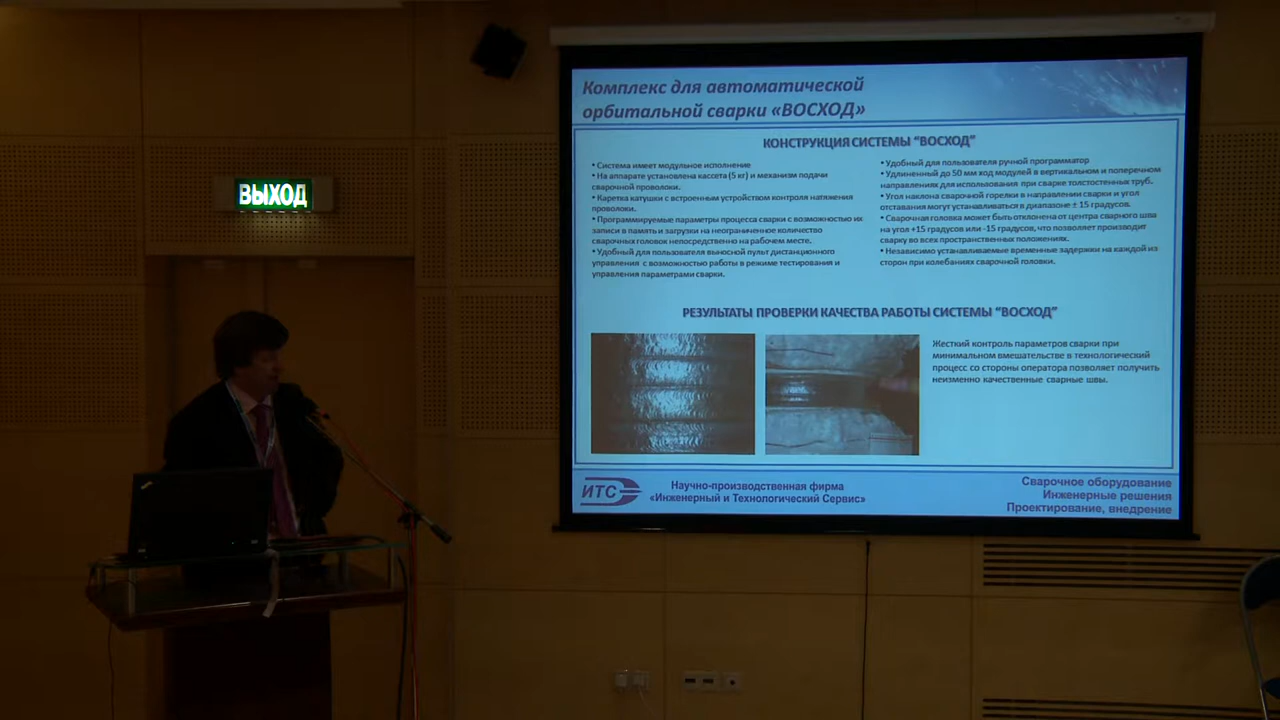 ВЫХОД
Комплекс для автоматической
орбитальной сварки «ВОСХОД»
КОНСТРУКЦИЯ СИСТЕМЫ "ВОСХОД"
• Система имеет модульное исполнение
• На аппарате установлена кассета (5 кг) и механизм подачи
сварочной проволоки.
• Каретка катушки с встроенным устройством контроля натяжения
проволоки.
• Программируемые параметры процесса сварки с возможностью их
записи в память и загрузки на неограниченное количество
сварочных головок непосредственно на рабочем месте.
• Удобный для пользователя выносной пульт дистанционного
управления с возможностью работы в режиме тестирования и
управления параметрами сварки.
• Удобный для пользователя ручной программатор
• Удлиненный до 50 мм ход модулей в вертикальном и поперечном
направлениях для использования при сварке толстостенных труб.
• Угол наклона сварочной горелки в направлении сварки и угол
отставания могут устанавливаться в диапазоне ± 15 градусов.
• Сварочная головка может быть отклонена от центра сварного шва
на угол +15 градусов или -15 градусов, что позволяет производит
сварку во всех пространственных положениях.
• Независимо устанавливаемые временные задержки на каждой из
сторон при колебаниях сварочной головки.
РЕЗУЛЬТАТЫ ПРОВЕРКИ КАЧЕСТВА РАБОТЫ СИСТЕМЫ "ВОСХОД"
Жесткий контроль параметров сварки при
минимальном вмешательстве в технологический
процесс со стороны оператора позволяет получить
неизменно качественные сварные швы.
ИТС
Научно-производственная фирма
«Инженерный и Технологический Сервис»
Сварочное оборудование
Инженерные решения
Проектирование, внедрение